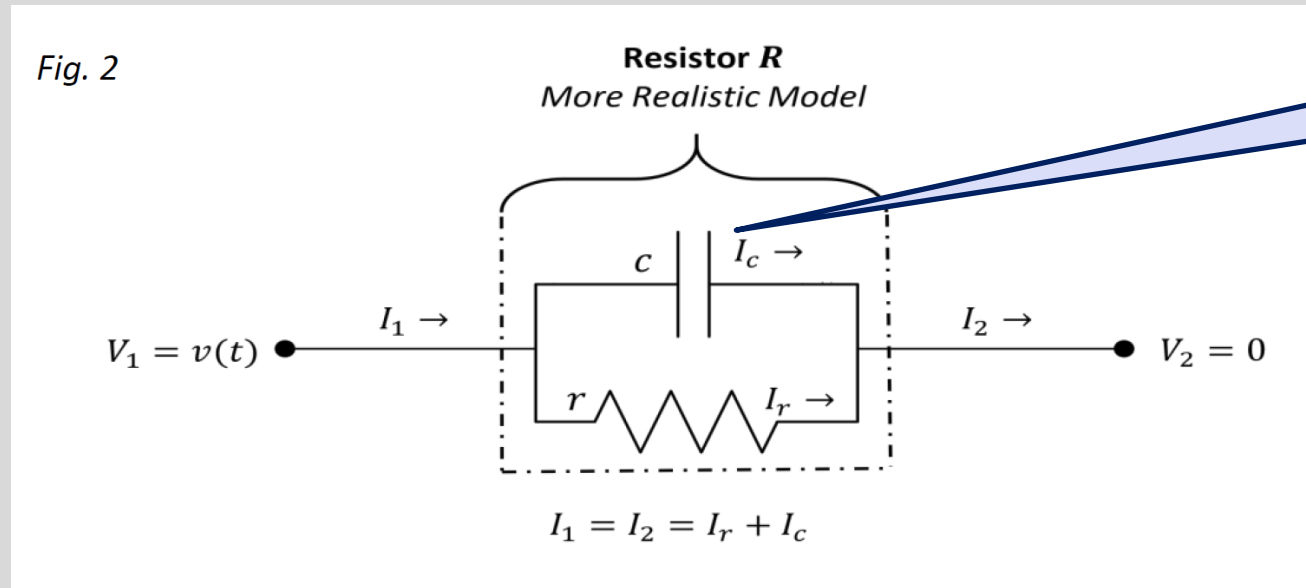 Fig. 2
Resistor R
More Realistic Model
c
I_c →
I_1 →
I_2 →
V_1 = v(t)
V_2 = 0
r
I_r →
I_1 = I_2 = I_r + I_c